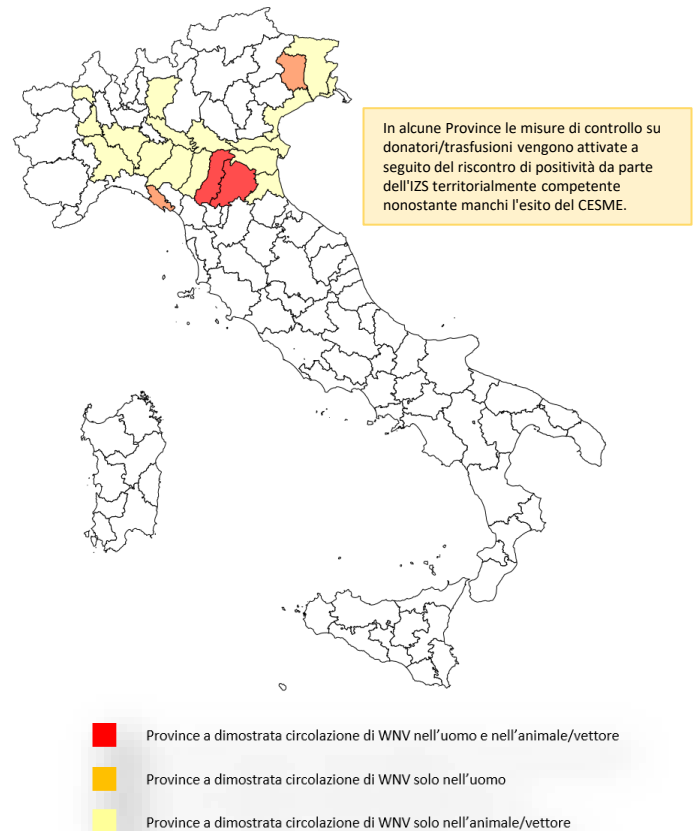 In alcune Province le misure di controllo su
donatori/trasfusioni vengono attivate a
seguito del riscontro di positività da parte
dell'IZS territorialmente competente
nonostante manchi l'esito del CESME.
Province a dimostrata circolazione di WNV nell’uomo e nell’animale/vettore
Province a dimostrata circolazione di WNV solo nell’uomo
Province a dimostrata circolazione di WNV solo nell’animale/vettore